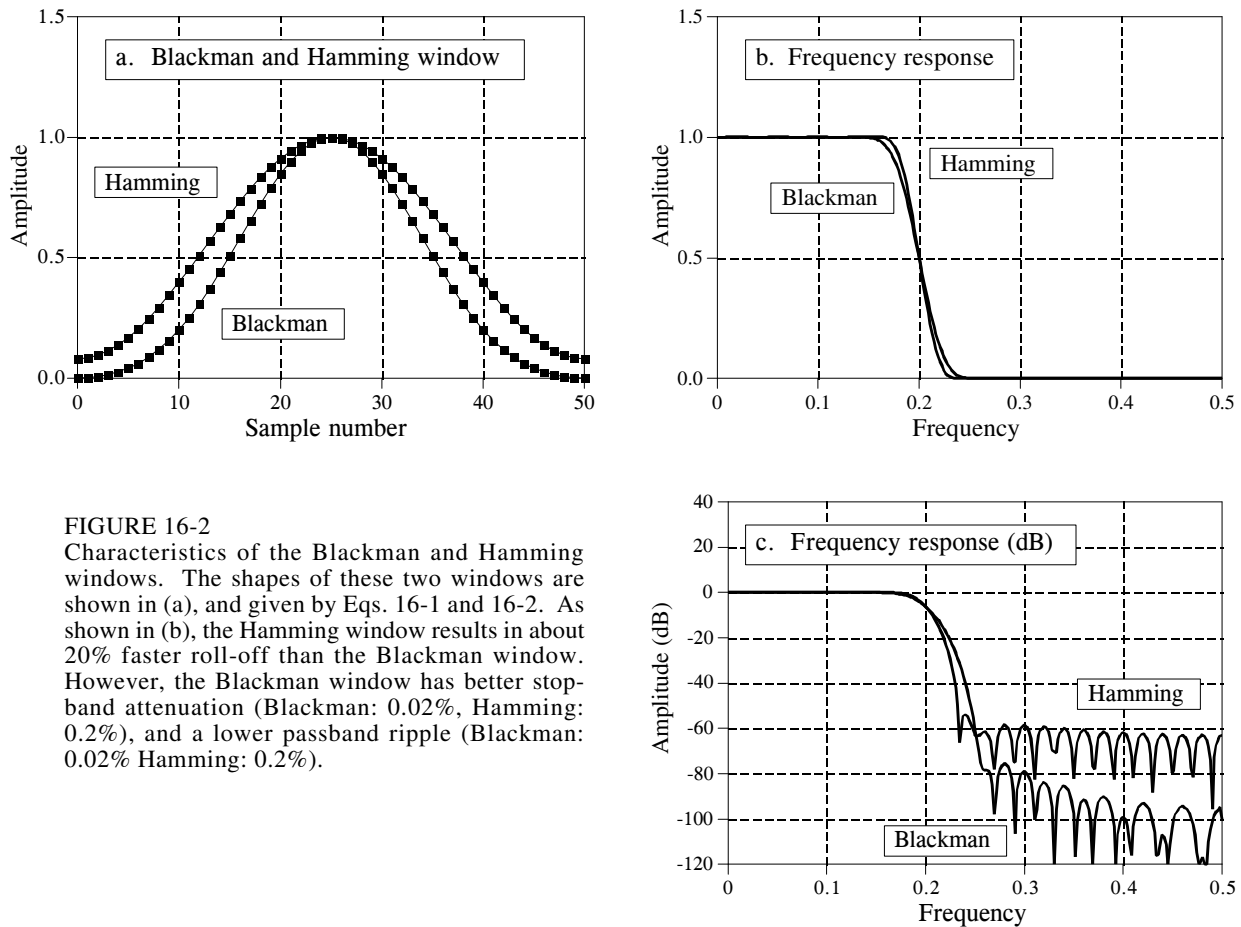 1.5
a. Blackman and Hamming window
1.0
Hamming
Amplitude
0.5
Blackman
0.0
0 10 20 30 40 50
Sample number
1.5
b. Frequency response
1.0
Hamming
Blackman
Amplitude
0.5
0.0
0 0.1 0.2 0.3 0.4 0.5
Frequency
FIGURE 16-2
Characteristics of the Blackman and Hamming
windows. The shapes of these two windows are
shown in (a), and given by Eqs. 16-1 and 16-2. As
shown in (b), the Hamming window results in about
20% faster roll-off than the Blackman window.
However, the Blackman window has better stop-
band attenuation (Blackman: 0.02%, Hamming:
0.2%), and a lower passband ripple (Blackman:
0.02% Hamming: 0.2%).
40
c. Frequency response (dB)
20
0
-20
Amplitude (dB)
-40
Hamming
-60
-80
-100
Blackman
-120
0 0.1 0.2 0.3 0.4 0.5
Frequency